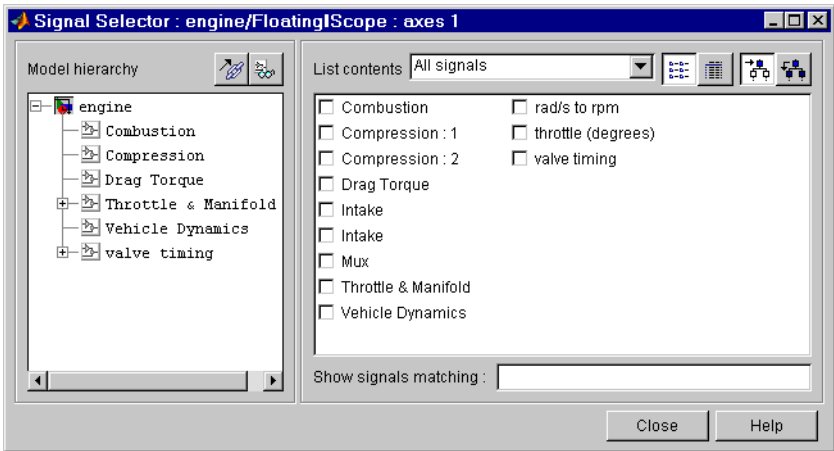 Signal Selector : engine/Floating Scope : axes 1
Model hierarchy
engine
Combustion
Compression
Drag Torque
Throttle & Manifold
Vehicle Dynamics
valve timing
List contents All signals
Combustion
Compression : 1
Compression : 2
Drag Torque
Intake
Intake
Mux
Throttle & Manifold
Vehicle Dynamics
rad/s to rpm
throttle (degrees)
valve timing
Show signals matching :
Close Help